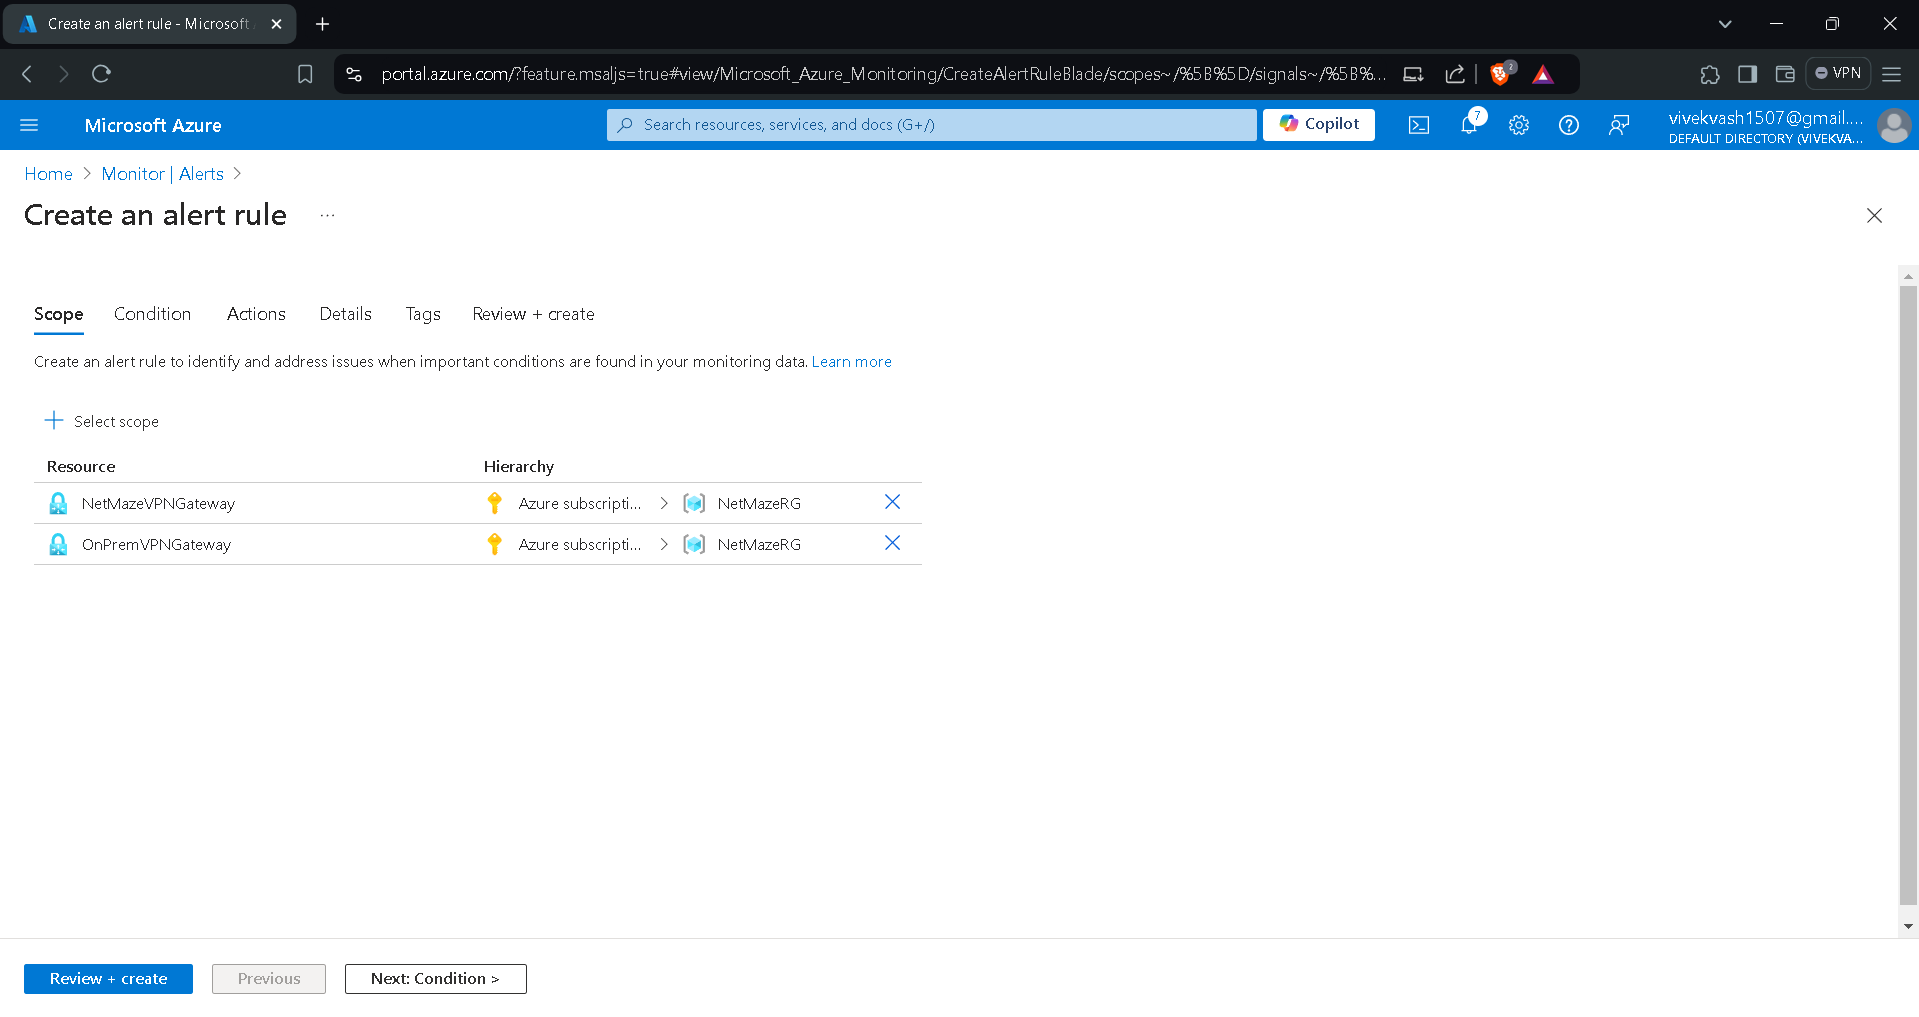 Create an alert rule - Microsoft
portal.azure.com/?feature.msaljs=true#view/Microsoft_Azure_Monitoring/CreateAlertRuleBlade/scopes~/%5B%5D/signals~/%5B%...
2
VPN
Microsoft Azure
Search resources, services, and docs (G+/)
Copilot
7
vivekvash1507@gmail....
DEFAULT DIRECTORY (VIVEKVA...
Home > Monitor | Alerts >
Create an alert rule ...
Scope Condition Actions Details Tags Review + create
Create an alert rule to identify and address issues when important conditions are found in your monitoring data. Learn more
+ Select scope
Resource Hierarchy
NetMazeVPNGateway Azure subscripti... > NetMazeRG
OnPremVPNGateway Azure subscripti... > NetMazeRG
Review + create Previous Next: Condition >